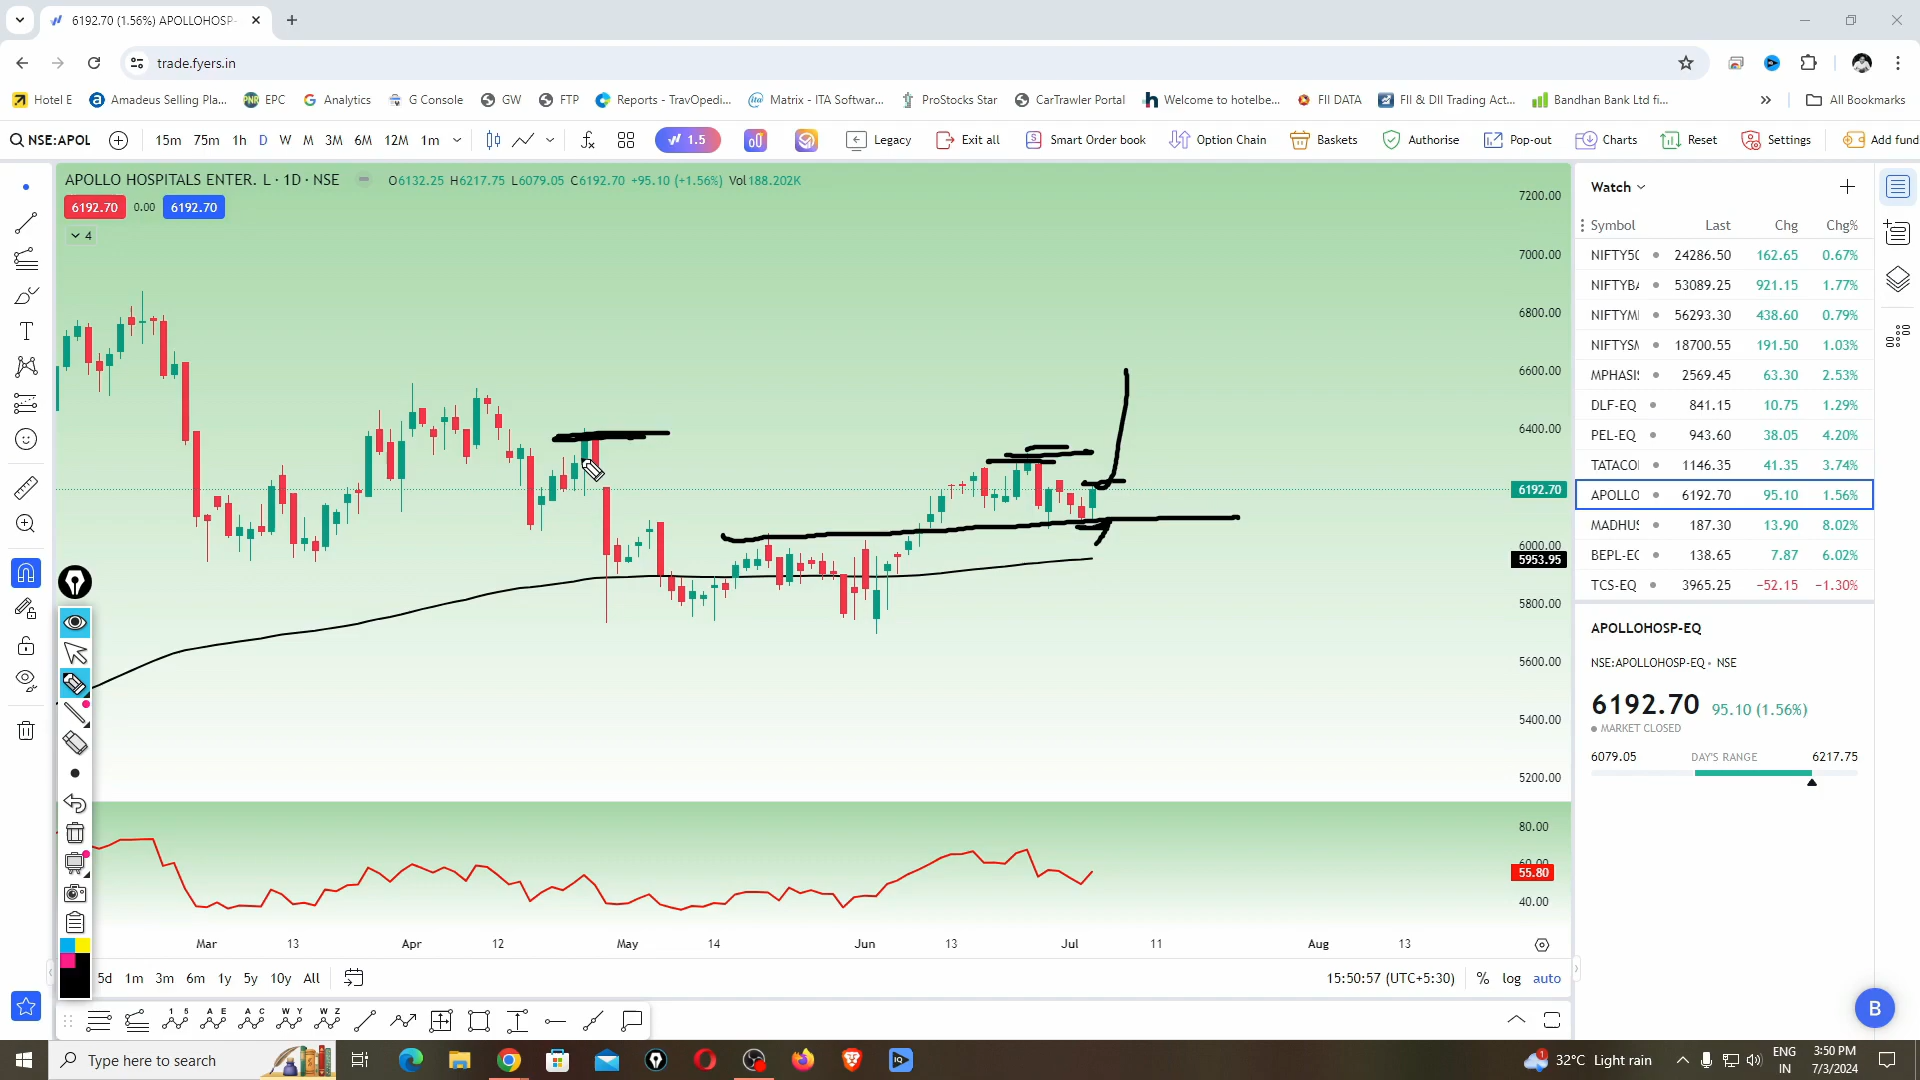 6192.70 (1.56%) APOLLOHOSP-
trade.fyers.in
Hotel E Amadeus Selling Pla... EPC Analytics G Console GW FTP Reports - TravOpedi... Matrix - ITA Softwar... ProStocks Star CarTrawler Portal Welcome to hotelbe... FII DATA FII & DII Trading Act... Bandhan Bank Ltd fi... All Bookmarks
NSE:APOL 15m 75m 1h D W M 3M 6M 12M 1m 1.5 Legacy Exit all Smart Order book Option Chain Baskets Authorise Pop-out Charts Reset Settings Add fund
APOLLO HOSPITALS ENTER. L · 1D · NSE O6132.25 H6217.75 L6079.05 C6192.70 +95.10 (+1.56%) Vol188.202K
6192.70 0.00 6192.70
4
7200.00
7000.00
6800.00
6600.00
6400.00
6192.70
6000.00
5953.95
5800.00
5600.00
5400.00
5200.00
80.00
60.00
55.80
40.00
Mar 13 Apr 12 May 14 Jun 13 Jul 11 Aug 13
5d 1m 3m 6m 1y 5y 10y All 15:50:57 (UTC+5:30) % log auto
1 5 A E A C W Y W Z
Watch
Symbol Last Chg Chg%
NIFTY50 24286.50 162.65 0.67%
NIFTYBA 53089.25 921.15 1.77%
NIFTYMI 56293.30 438.60 0.79%
NIFTYSM 18700.55 191.50 1.03%
MPHASIS 2569.45 63.30 2.53%
DLF-EQ 841.15 10.75 1.29%
PEL-EQ 943.60 38.05 4.20%
TATACO 1146.35 41.35 3.74%
APOLLO 6192.70 95.10 1.56%
MADHUS 187.30 13.90 8.02%
BEPL-EQ 138.65 7.87 6.02%
TCS-EQ 3965.25 −52.15 −1.30%
APOLLOHOSP-EQ
NSE:APOLLOHOSP-EQ • NSE
6192.70 95.10 (1.56%)
MARKET CLOSED
6079.05 DAY'S RANGE 6217.75
B
Type here to search
32°C Light rain
ENG
IN
3:50 PM
7/3/2024